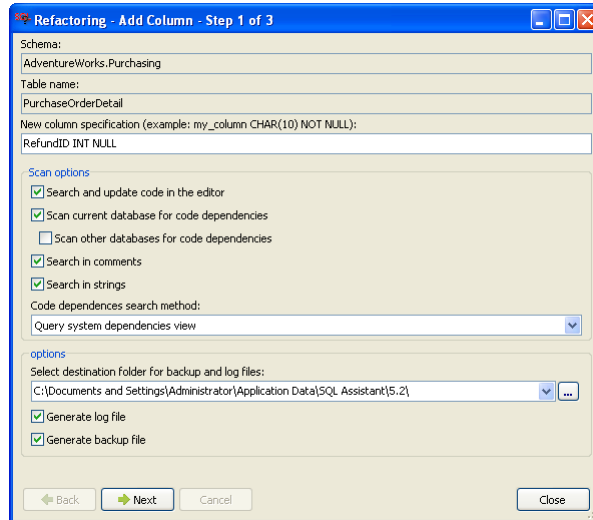 Refactoring - Add Column - Step 1 of 3
Schema:
AdventureWorks.Purchasing
Table name:
PurchaseOrderDetail
New column specification (example: my_column CHAR(10) NOT NULL):
RefundID INT NULL
Scan options
Search and update code in the editor
Scan current database for code dependencies
Scan other databases for code dependencies
Search in comments
Search in strings
Code dependences search method:
Query system dependencies view
options
Select destination folder for backup and log files:
C:\Documents and Settings\Administrator\Application Data\SQL Assistant\5.2\
...
Generate log file
Generate backup file
Back Next Cancel Close